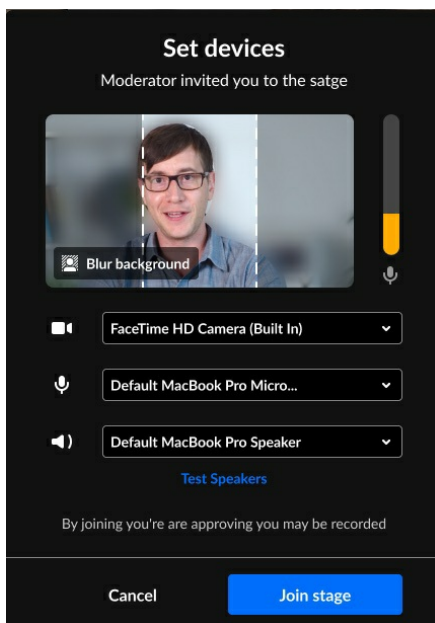 Set devices
Moderator invited you to the satge
Blur background
FaceTime HD Camera (Built In)
Default MacBook Pro Micro...
Default MacBook Pro Speaker
Test Speakers
By joining you're are approving you may be recorded
Cancel
Join stage